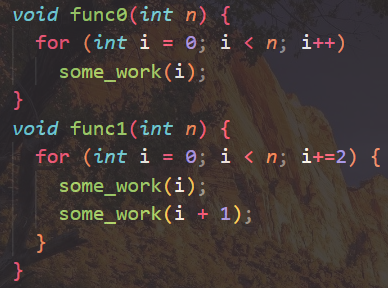 void func0(int n) {
  for (int i = 0; i < n; i++)
    some_work(i);
}
void func1(int n) {
  for (int i = 0; i < n; i+=2) {
    some_work(i);
    some_work(i + 1);
  }
}